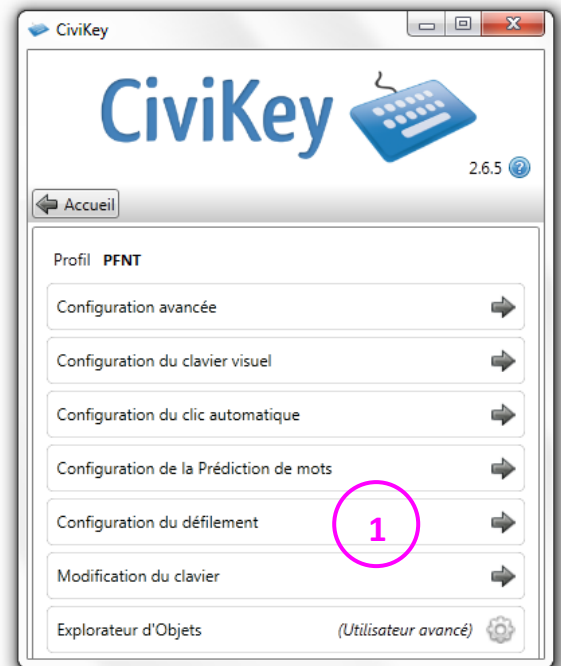 CiviKey
CiviKey
2.6.5
Accueil
Profil PFNT
Configuration avancée
Configuration du clavier visuel
Configuration du clic automatique
Configuration de la Prédiction de mots
Configuration du défilement 1
Modification du clavier
Explorateur d'Objets (Utilisateur avancé)